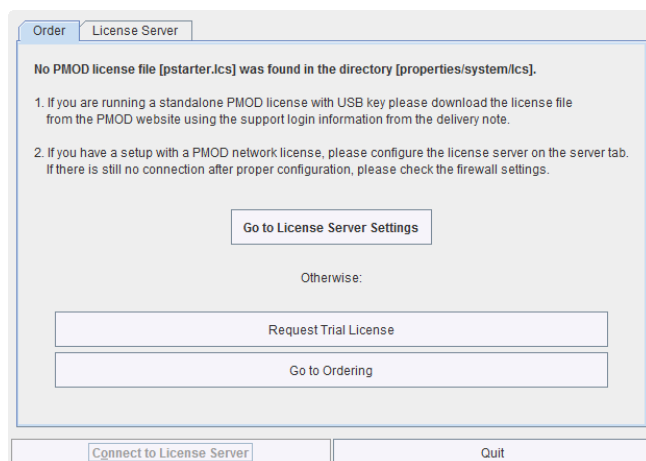 Order
License Server
No PMOD license file [pstarter.lcs] was found in the directory [properties/system/lcs].
1. If you are running a standalone PMOD license with USB key please download the license file
from the PMOD website using the support login information from the delivery note.
2. If you have a setup with a PMOD network license, please configure the license server on the server tab.
If there is still no connection after proper configuration, please check the firewall settings.
Go to License Server Settings
Otherwise:
Request Trial License
Go to Ordering
Connect to License Server
Quit